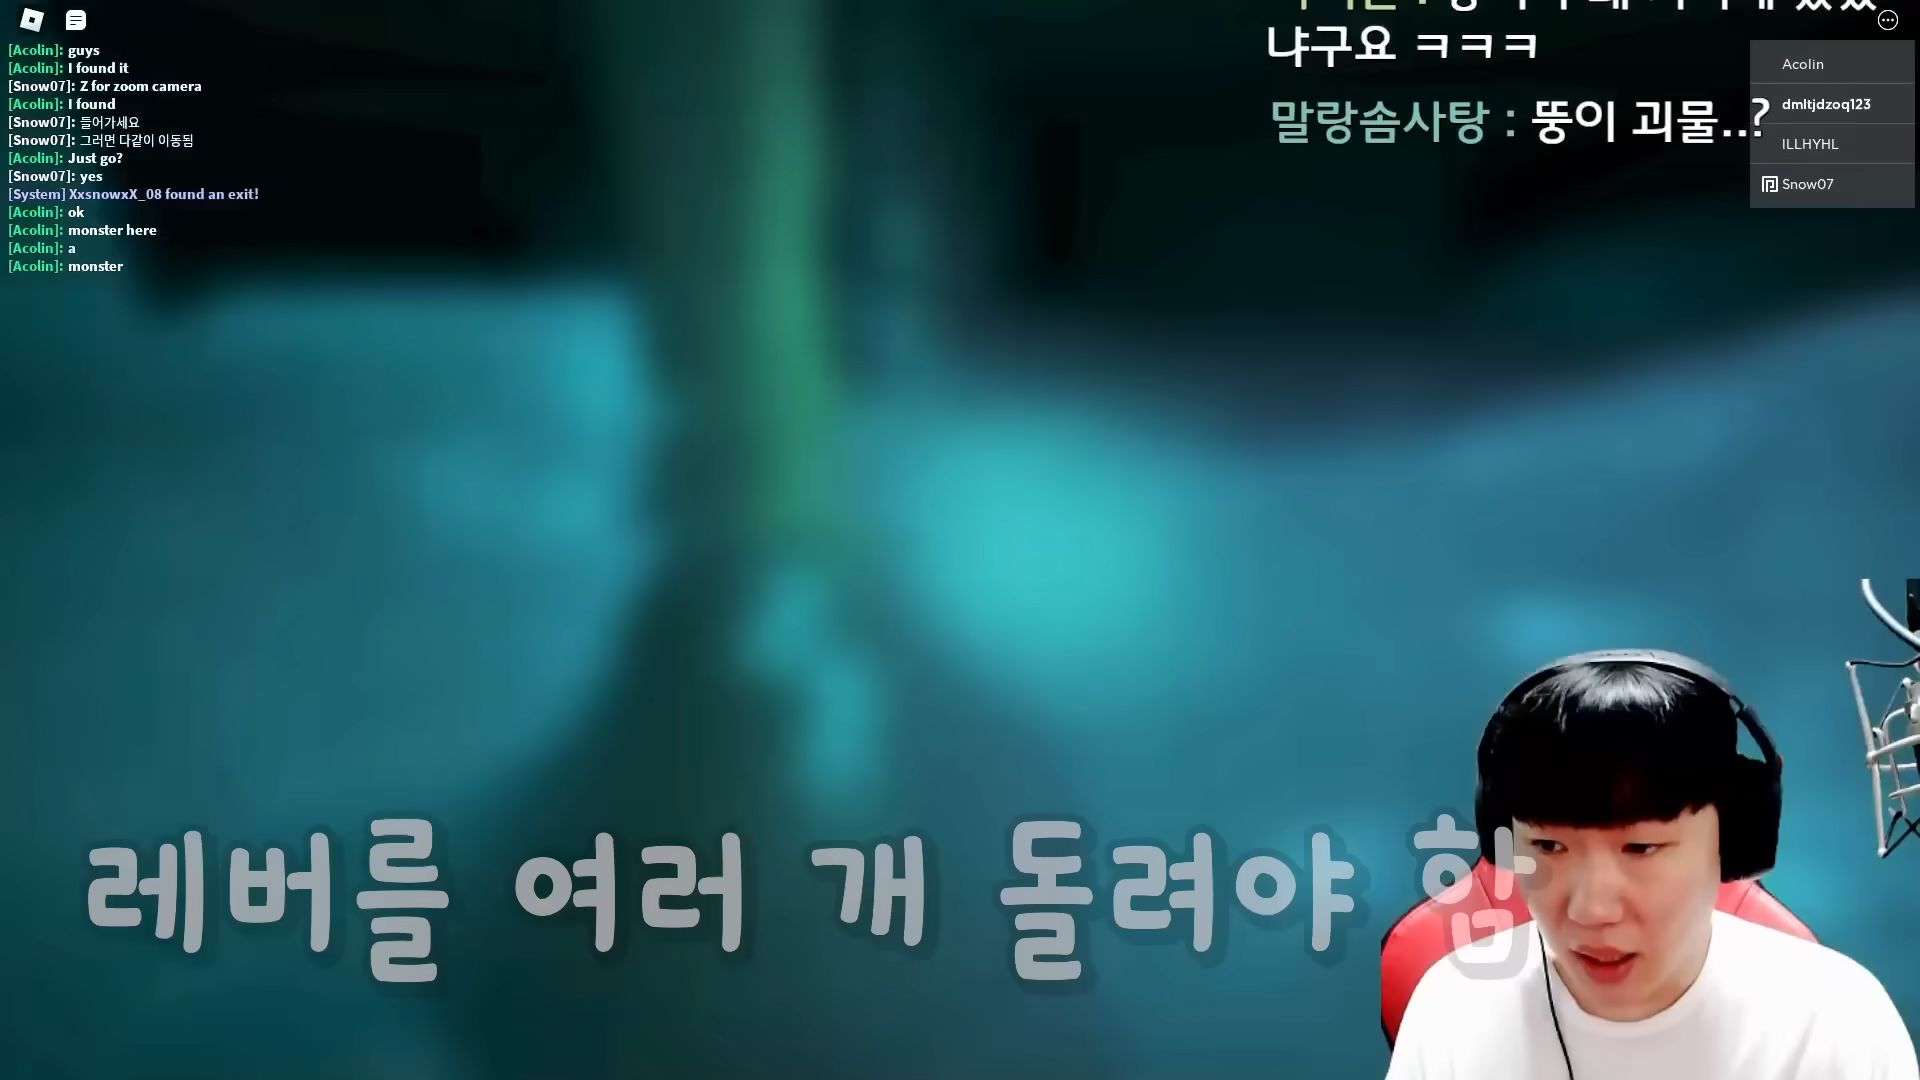 [Acolin]: guys
[Acolin]: I found it
[Snow07]: Z for zoom camera
[Acolin]: I found
[Snow07]: 들어가세요
[Snow07]: 그러면 다같이 이동됨
[Acolin]: Just go?
[Snow07]: yes
[System] XxsnowxX_08 found an exit!
[Acolin]: ok
[Acolin]: monster here
[Acolin]: a
[Acolin]: monster
냐구요 ㅋㅋㅋ
말랑솜사탕 : 뚱이 괴물..?
Acolin
dmltjdzoq123
ILLHYHL
Snow07
레버를 여러 개 돌려야 함